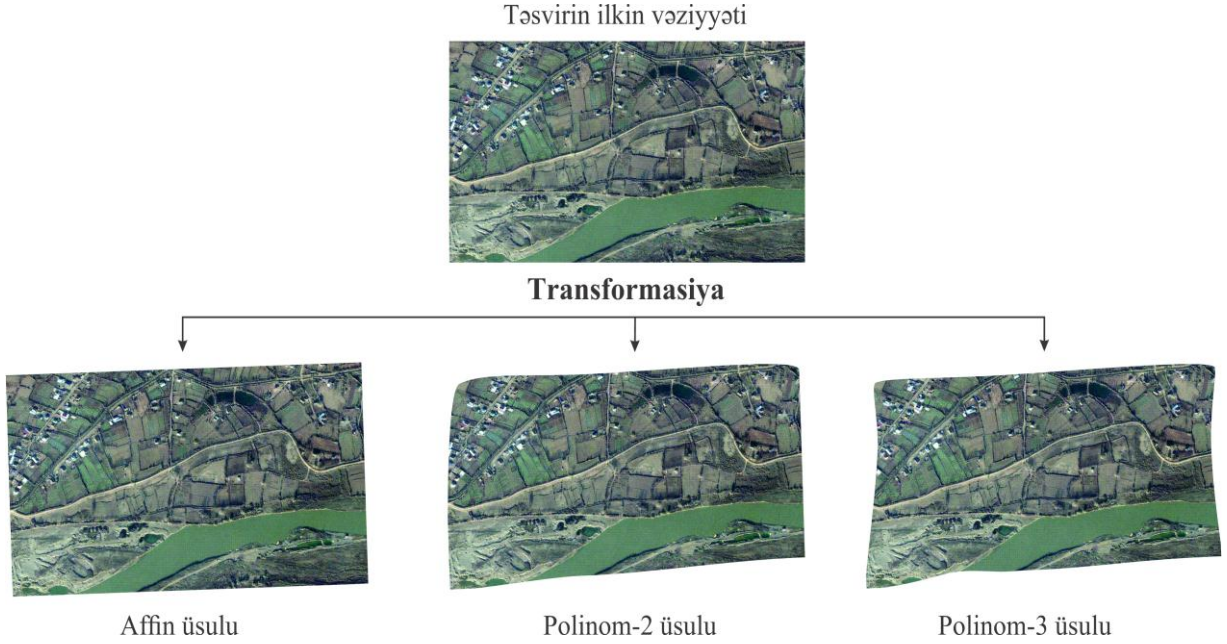 Təsvirin ilkin vəziyyəti
Transformasiya
Affin üsulu
Polinom-2 üsulu
Polinom-3 üsulu